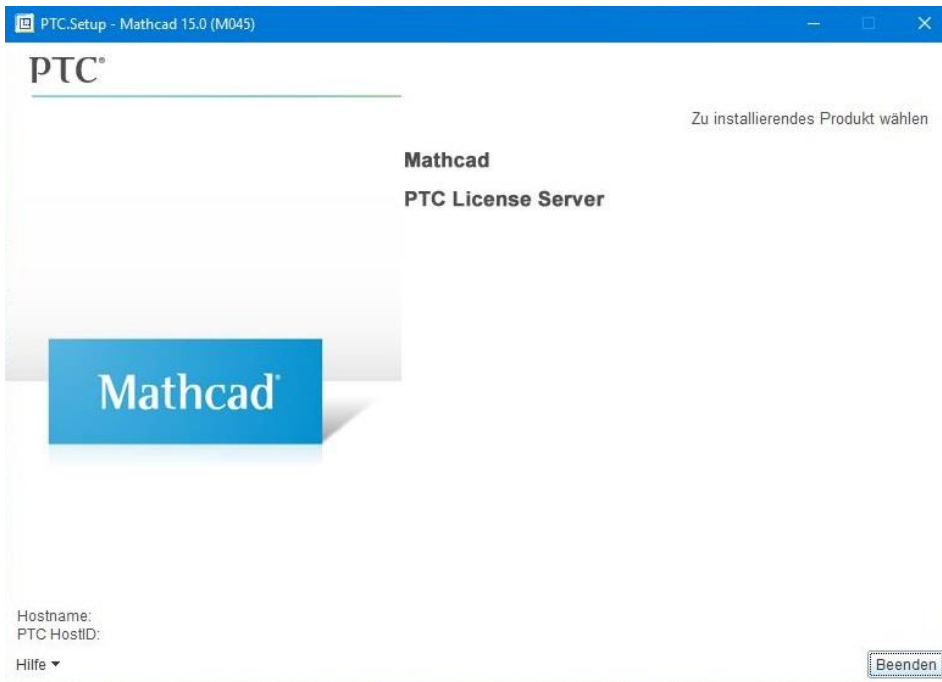 PTC.Setup - Mathcad 15.0 (M045)
PTC®
Zu installierendes Produkt wählen
Mathcad
PTC License Server
Mathcad®
Hostname:
PTC HostID:
Hilfe
Beenden